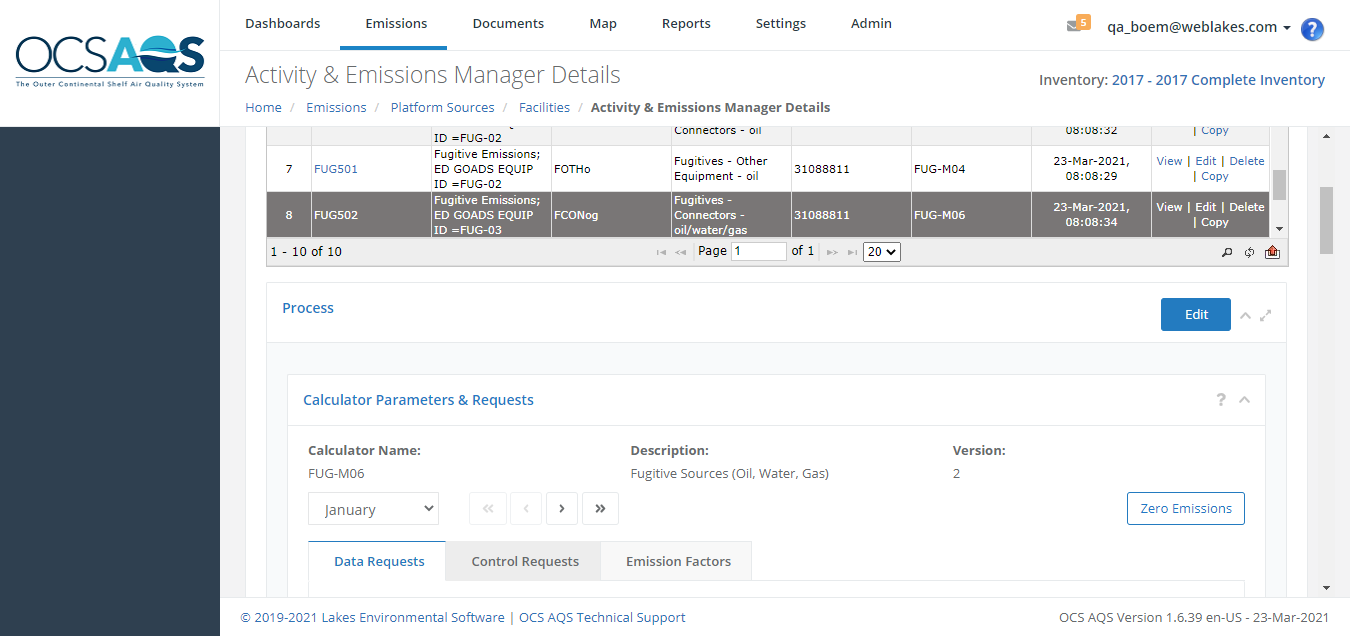 OCSAQS
The Outer Continental Shelf Air Quality System
Dashboards Emissions Documents Map Reports Settings Admin
5 qa_boem@weblakes.com ?
Activity & Emissions Manager Details
Inventory: 2017 - 2017 Complete Inventory
Home / Emissions / Platform Sources / Facilities / Activity & Emissions Manager Details
ID =FUG-02
Connectors - oil
08:08:32
| Copy
7
FUG501
Fugitive Emissions;
ED GOADS EQUIP
ID =FUG-02
FOTHo
Fugitives - Other
Equipment - oil
31088811
FUG-M04
23-Mar-2021,
08:08:29
View | Edit | Delete
| Copy
8
FUG502
Fugitive Emissions;
ED GOADS EQUIP
ID =FUG-03
FCONog
Fugitives -
Connectors -
oil/water/gas
31088811
FUG-M06
23-Mar-2021,
08:08:34
View | Edit | Delete
| Copy
1 - 10 of 10
Page 1 of 1
20
Process
Edit
Calculator Parameters & Requests
?
Calculator Name: Description: Version:
FUG-M06 Fugitive Sources (Oil, Water, Gas) 2
January « ‹ › »
Zero Emissions
Data Requests Control Requests Emission Factors
© 2019-2021 Lakes Environmental Software | OCS AQS Technical Support
OCS AQS Version 1.6.39 en-US - 23-Mar-2021